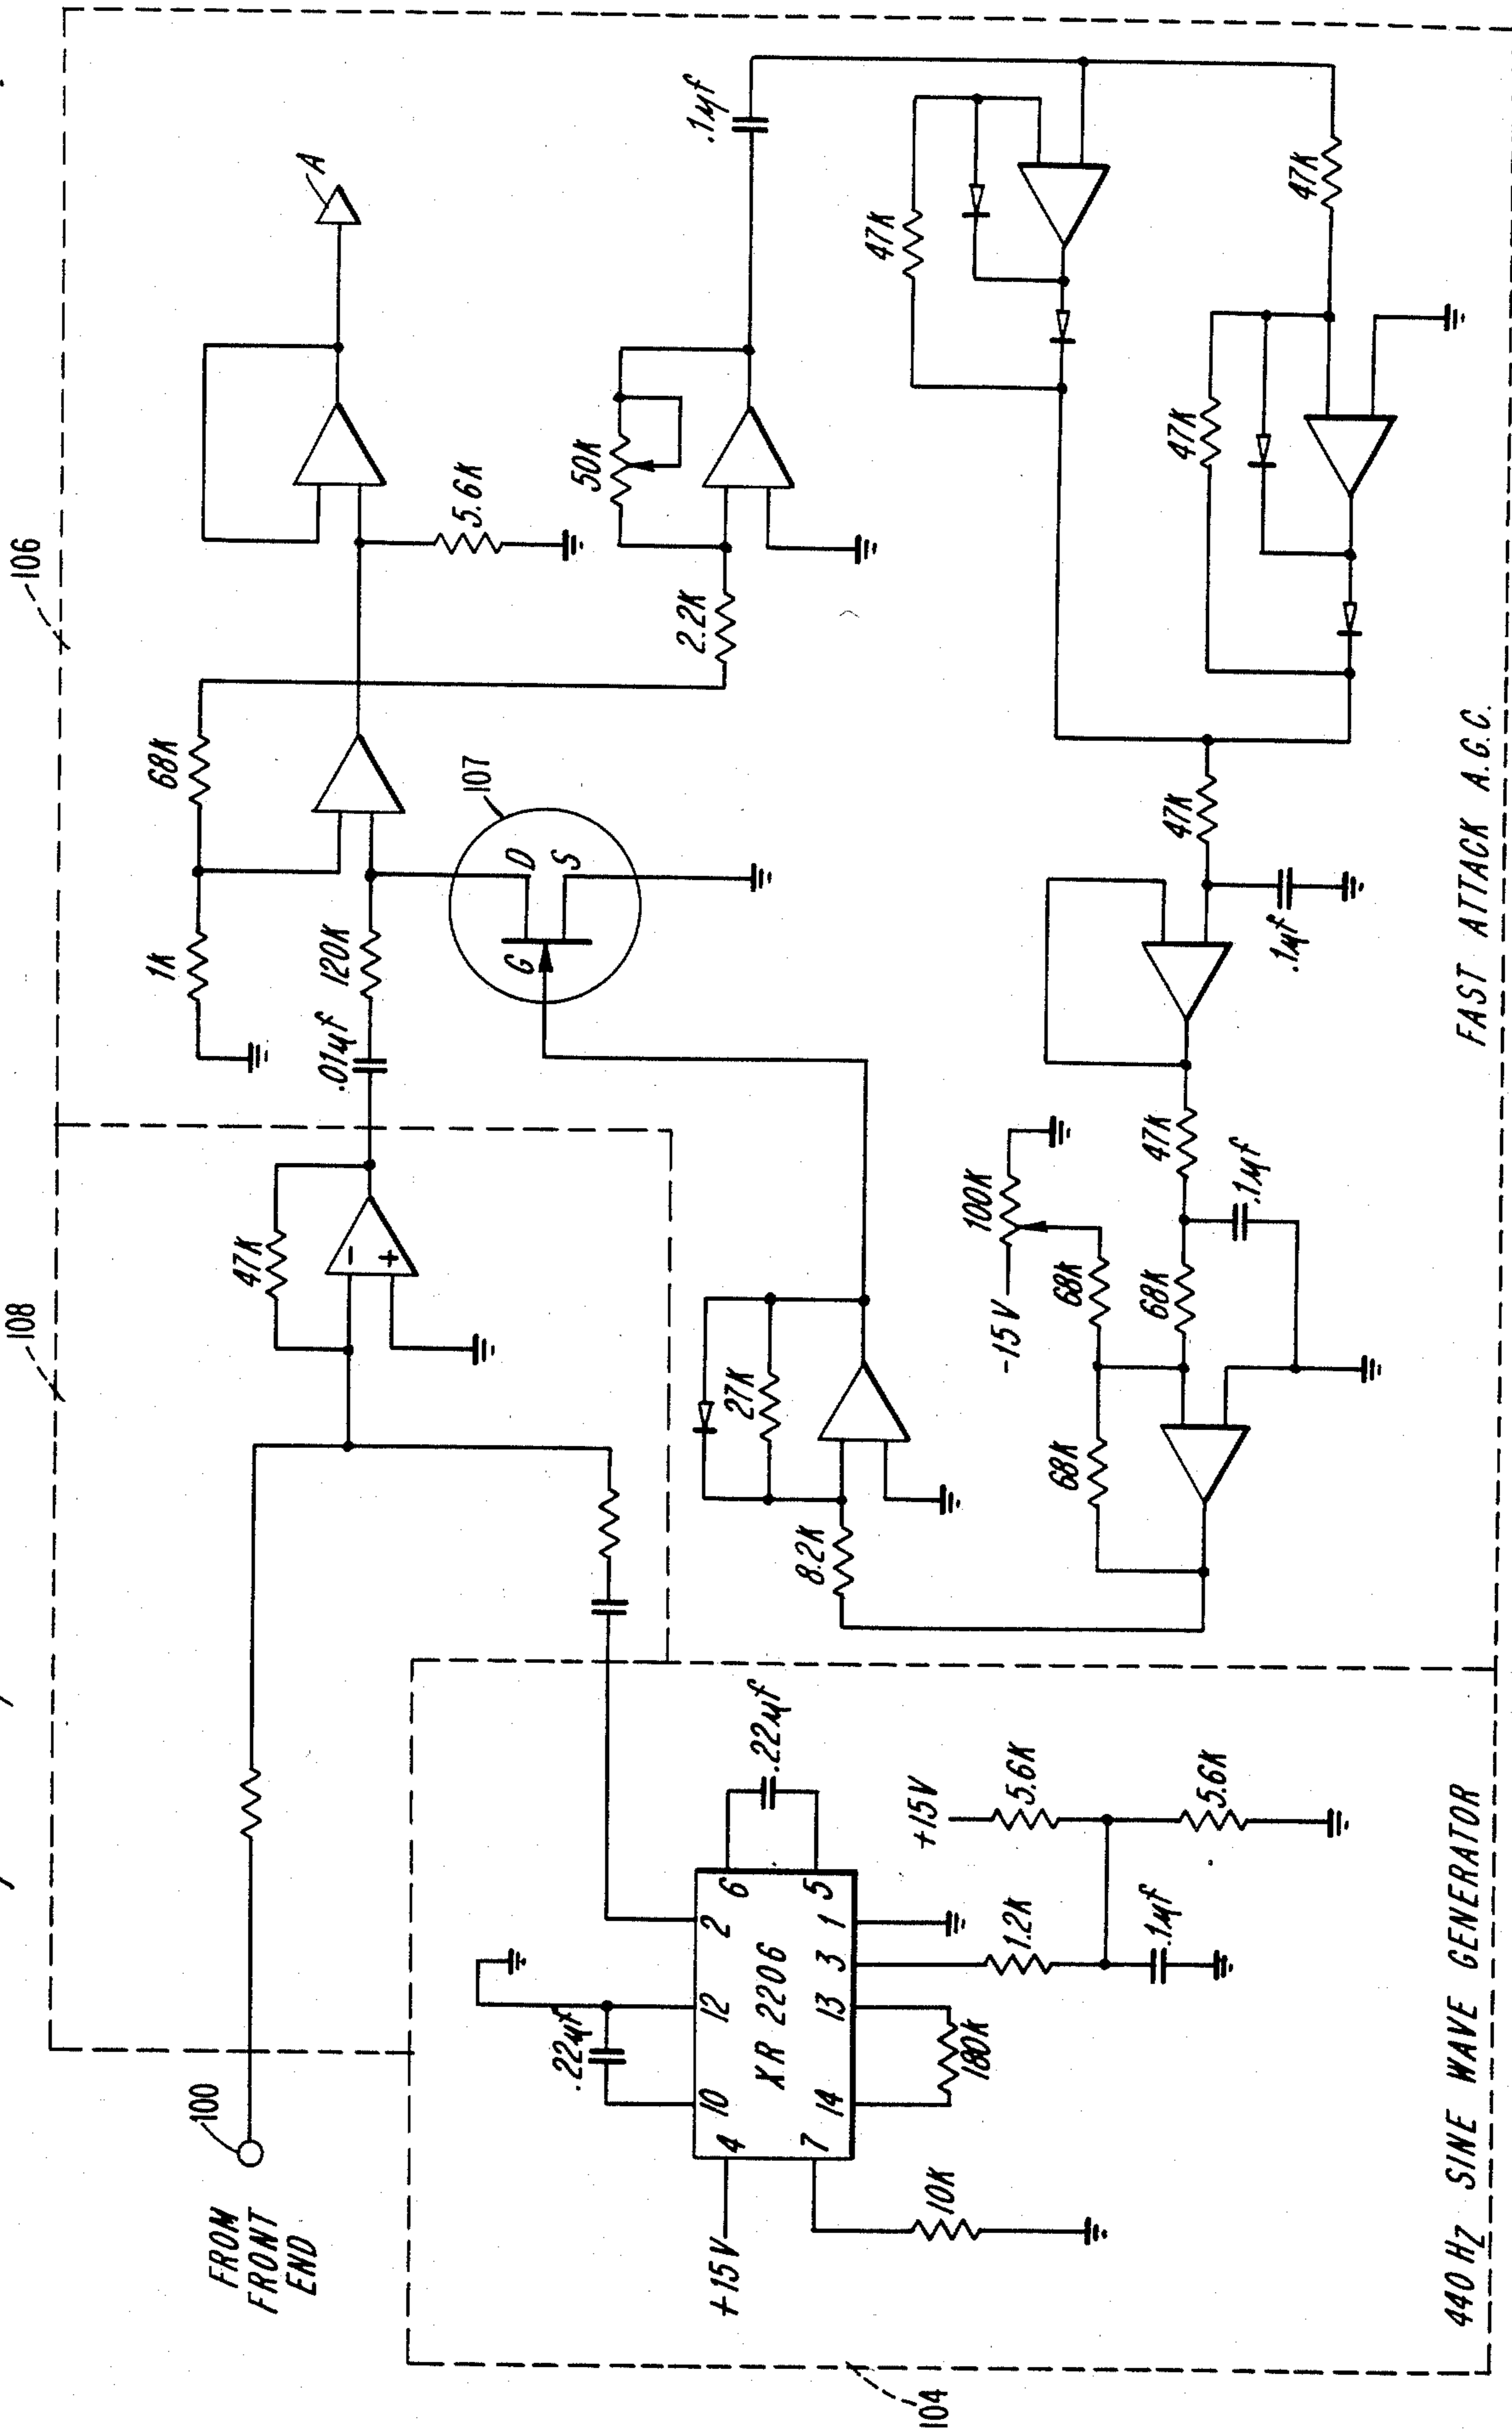 108
106
FROM
FRONT
END
100
47K
−
+
.01µf
120K
1K
68K
A
5.6K
107
G
D
S
2.2K
50K
.1µf
+15V
4
10
12
2
6
5
7
14
13
3
1
XR 2206
.22µf
.22µf
10K
180K
1.2K
.1µf
+15V
5.6K
5.6K
8.2K
27K
-15V
100K
68K
68K
68K
47K
.1µf
47K
.1µf
47K
47K
47K
104
440 HZ SINE WAVE GENERATOR
FAST ATTACK A.G.C.